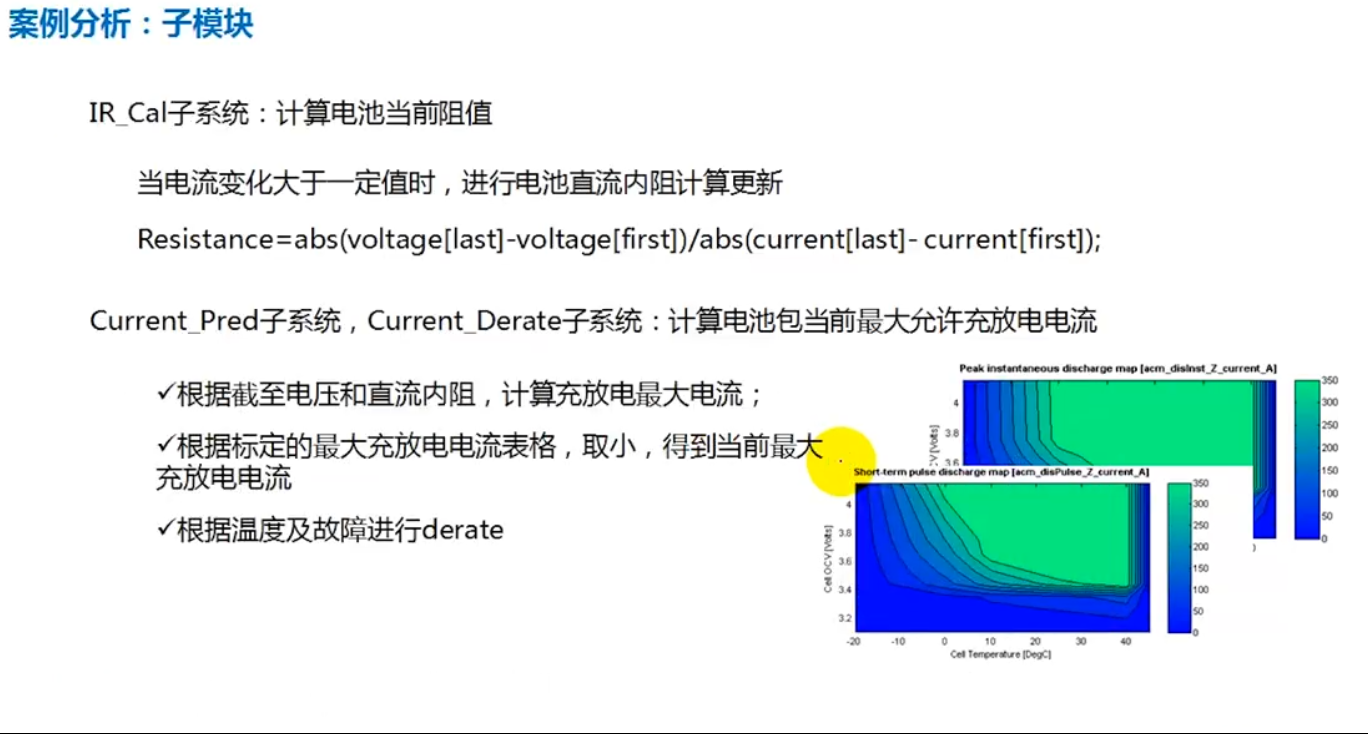 案例分析：子模块
IR_Cal子系统：计算电池当前阻值
当电流变化大于一定值时，进行电池直流内阻计算更新
Resistance=abs(voltage[last]-voltage[first])/abs(current[last]- current[first]);
Current_Pred子系统，Current_Derate子系统：计算电池包当前最大允许充放电电流
✓根据截至电压和直流内阻，计算充放电最大电流；
✓根据标定的最大充放电电流表格，取小，得到当前最大
充放电电流
✓根据温度及故障进行derate
Peak instantaneous discharge map [acm_disInst_Z_current_A]
4
3.8
3.6
CV [Volts]
350
300
250
200
150
100
50
0
Short-term pulse discharge map [acm_disPulse_Z_current_A]
Cell OCV [Volts]
4
3.8
3.6
3.4
3.2
-20
-10
0
10
20
30
40
Cell Temperature [DegC]
350
300
250
200
150
100
50
0